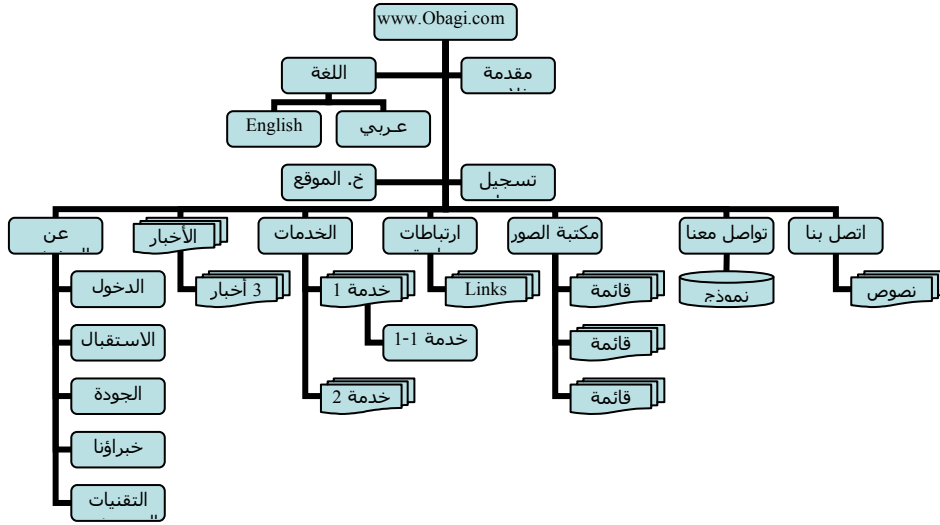 www.Obagi.com
مقدمة
اللغة
عـربي
English
تسجيل
خ. الموقع
اتصل بنا
تواصل معنا
مكتبة الصور
ارتباطات
الخدمات
الأخبار
عن
نصوص
نموذج
قائمة
قائمة
قائمة
Links
خدمة 1
خدمة 1-1
خدمة 2
3 أخبار
الدخول
الاستقبال
الجودة
خبراؤنا
التقنيات